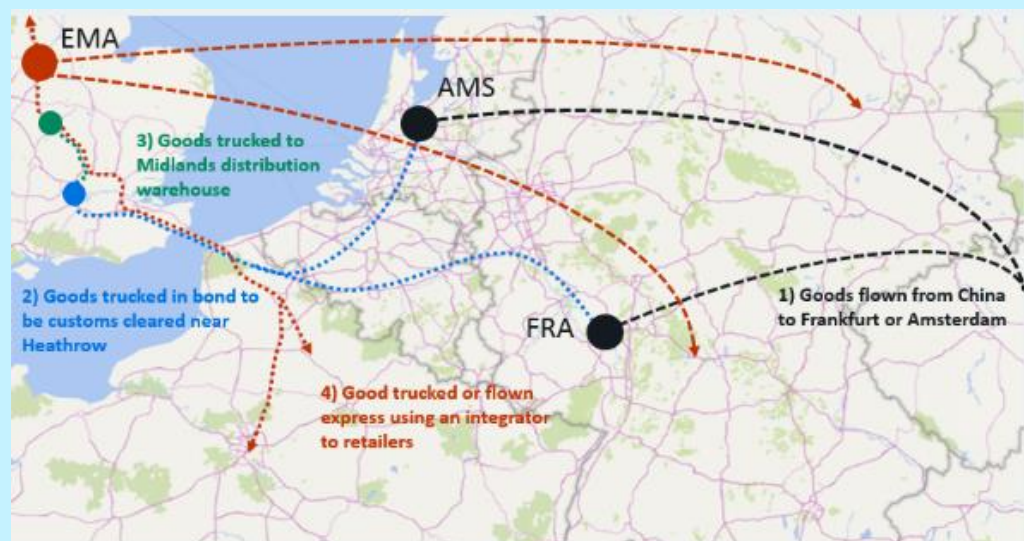 EMA
AMS
3) Goods trucked to
Midlands distribution
warehouse
2) Goods trucked in bond to
be customs cleared near
Heathrow
1) Goods flown from China
to Frankfurt or Amsterdam
FRA
4) Good trucked or flown
express using an integrator
to retailers